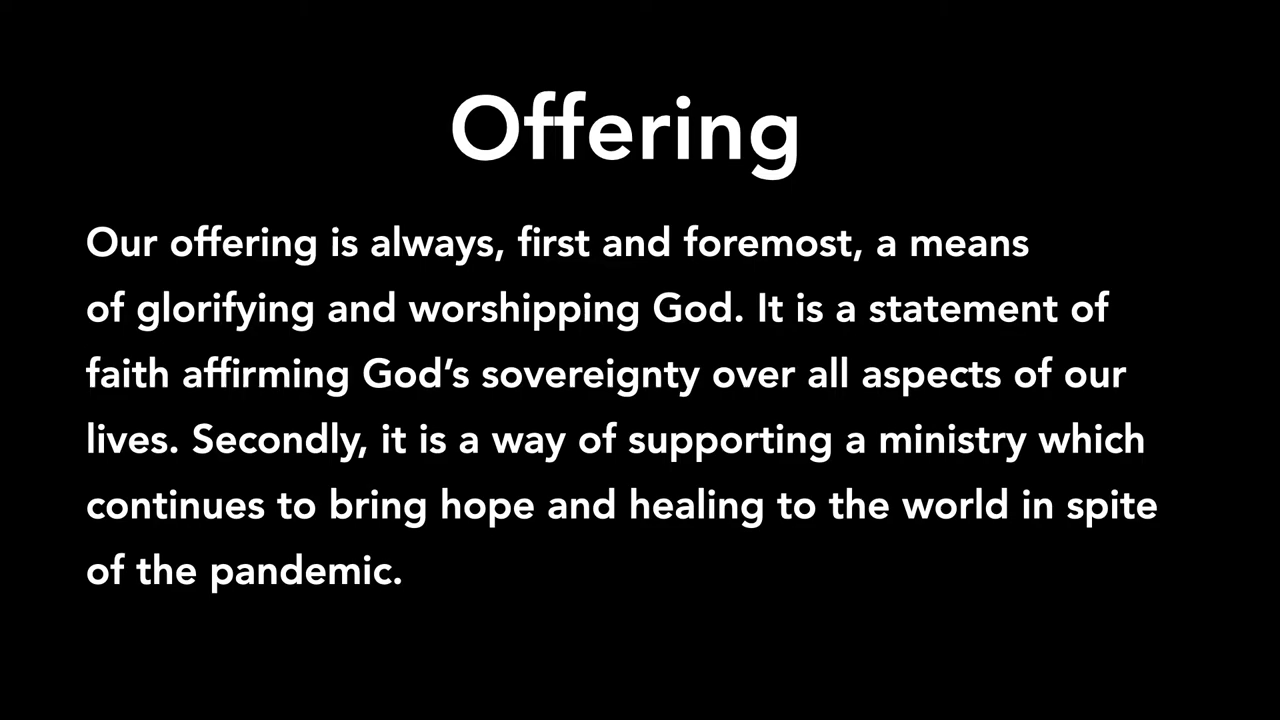 Offering
Our offering is always, first and foremost, a means
of glorifying and worshipping God. It is a statement of
faith affirming God’s sovereignty over all aspects of our
lives. Secondly, it is a way of supporting a ministry which
continues to bring hope and healing to the world in spite
of the pandemic.